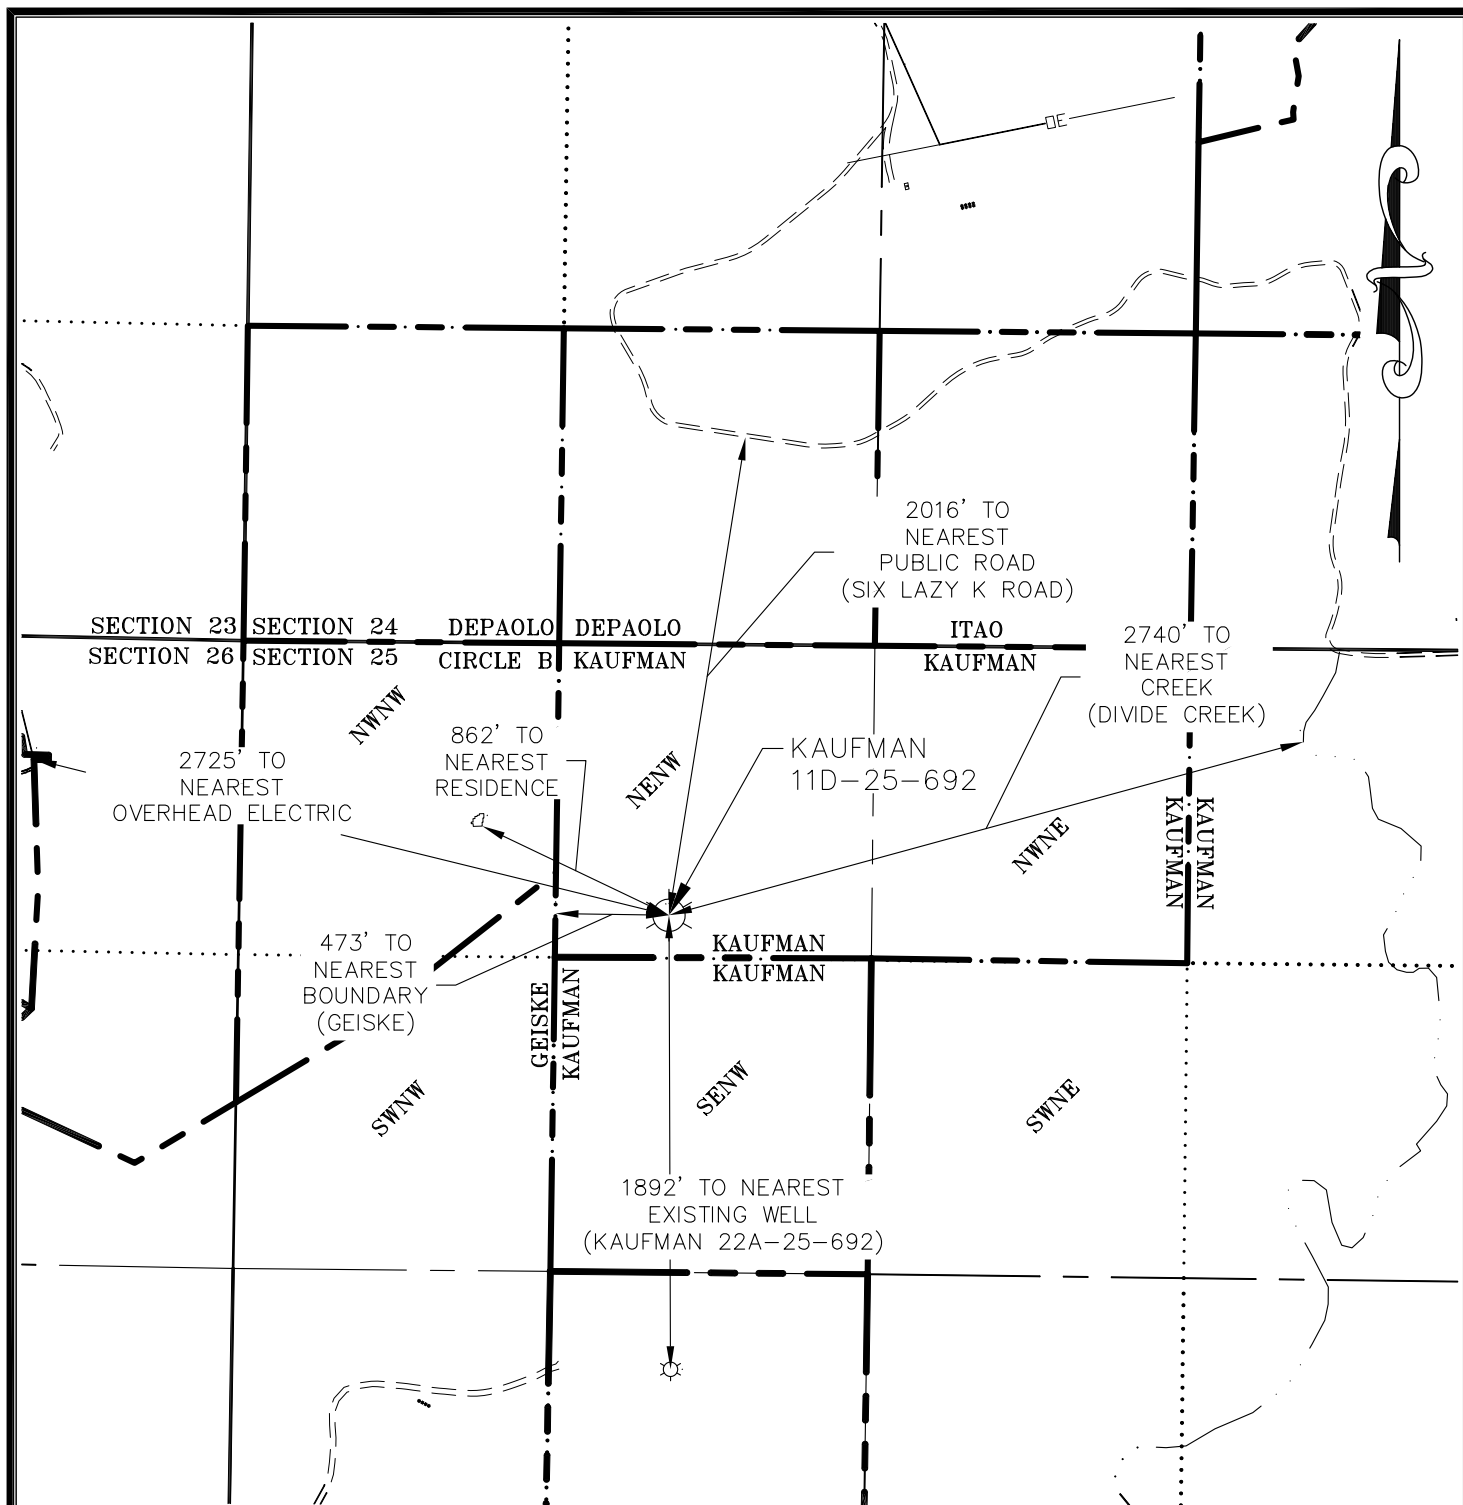 E
2016' TO
NEAREST
PUBLIC ROAD
(SIX LAZY K ROAD)
SECTION 23
SECTION 24
DEPAOLO
DEPAOLO
ITAO
SECTION 26
SECTION 25
CIRCLE B
KAUFMAN
KAUFMAN
2740' TO
NEAREST
CREEK
(DIVIDE CREEK)
NWNW
862' TO
NEAREST
RESIDENCE
2725' TO
NEAREST
OVERHEAD ELECTRIC
NENW
KAUFMAN
11D-25-692
NWNE
KAUFMAN
KAUFMAN
473' TO
NEAREST
BOUNDARY
(GEISKE)
KAUFMAN
KAUFMAN
GEISKE
KAUFMAN
SWNW
SENW
SWNE
1892' TO NEAREST
EXISTING WELL
(KAUFMAN 22A-25-692)